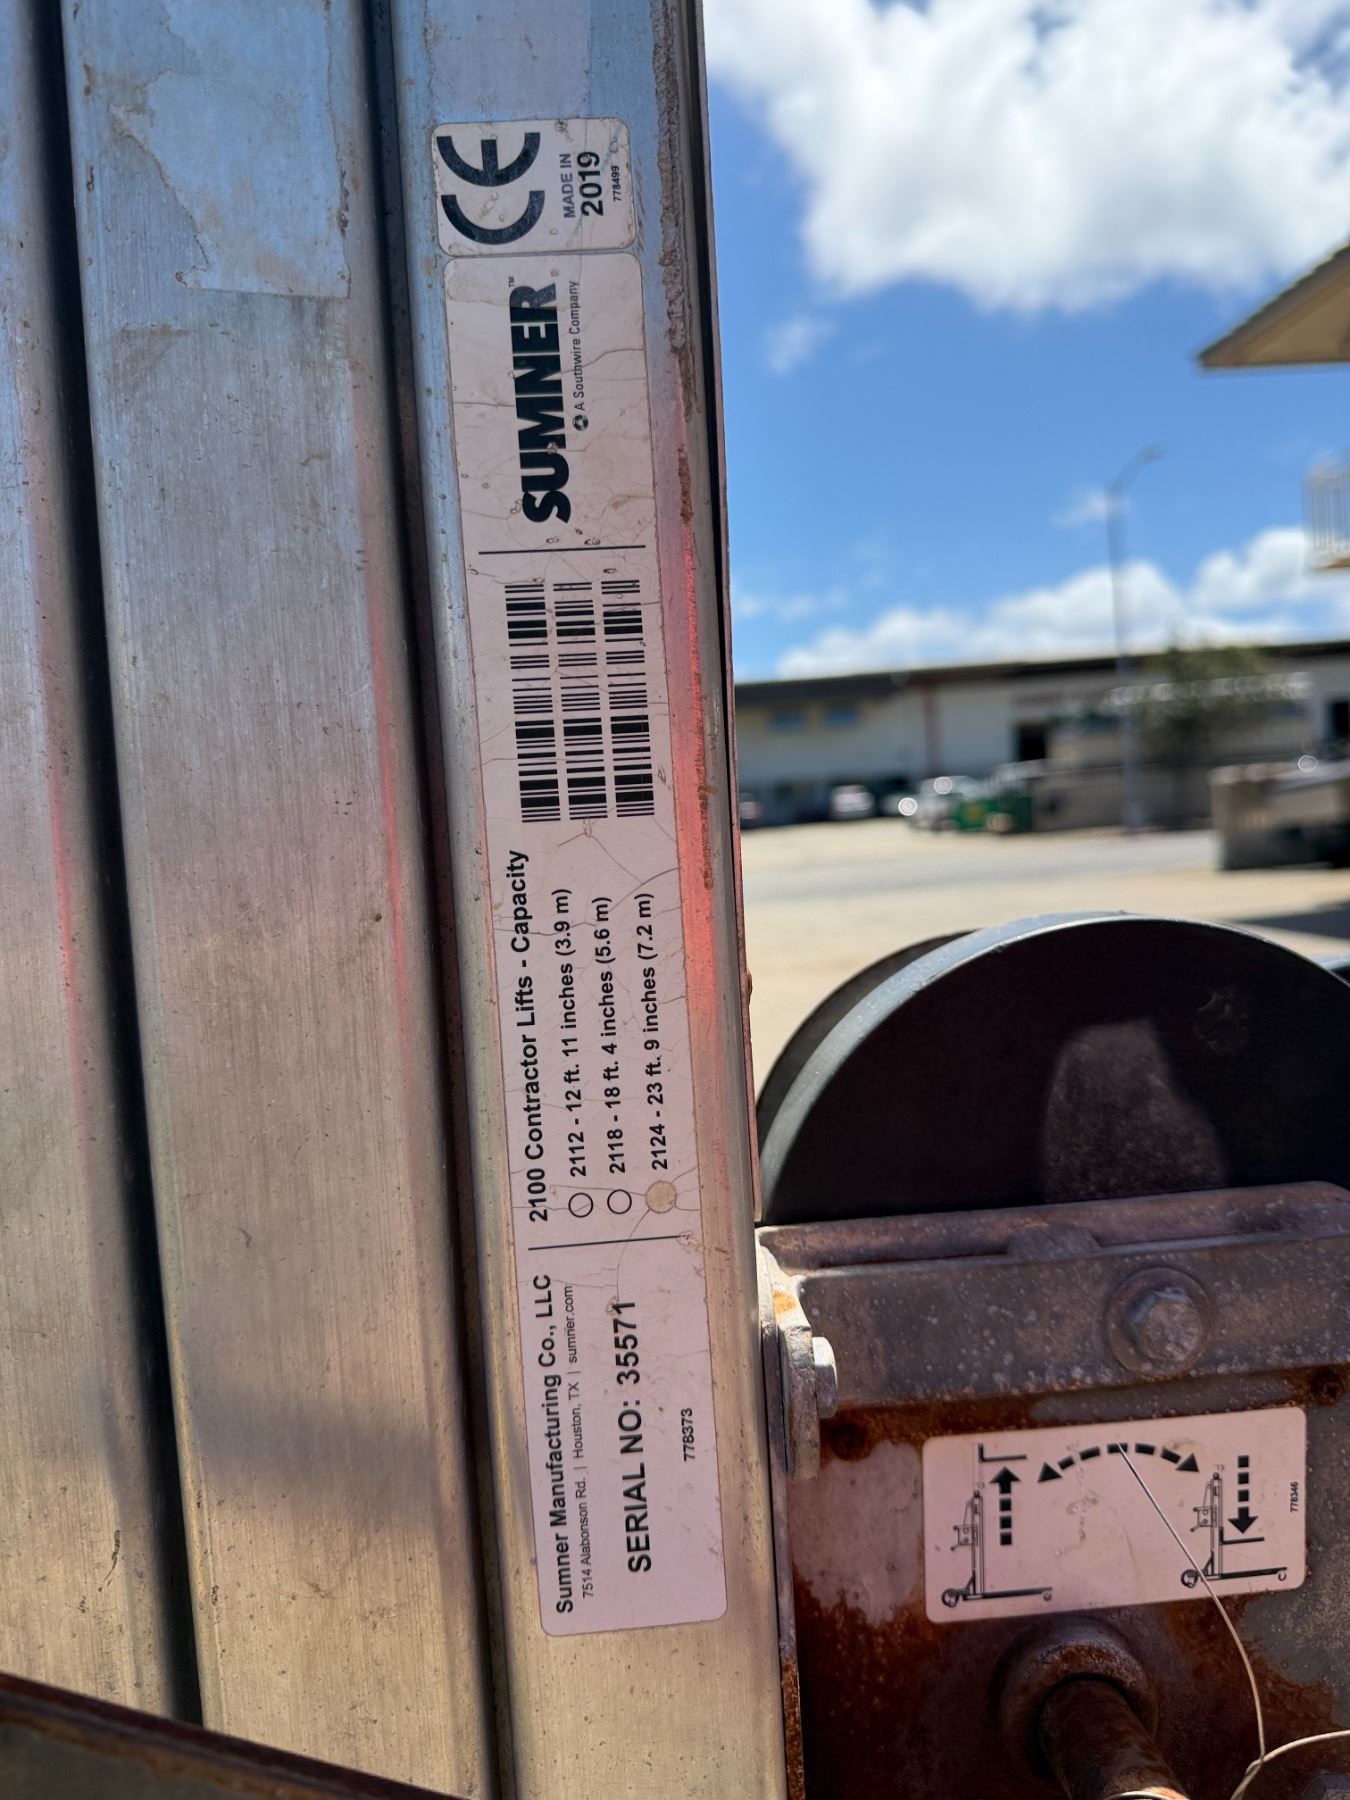 Sumner Manufacturing Co., LLC
7514 Alabonson Rd. | Houston, TX | sumner.com
SERIAL NO: 35571
778373
2100 Contractor Lifts - Capacity
2112 - 12 ft. 11 inches (3.9 m)
2118 - 18 ft. 4 inches (5.6 m)
2124 - 23 ft. 9 inches (7.2 m)
SUMNER™
A Southwire Company
CE
MADE IN
2019
778499
778346